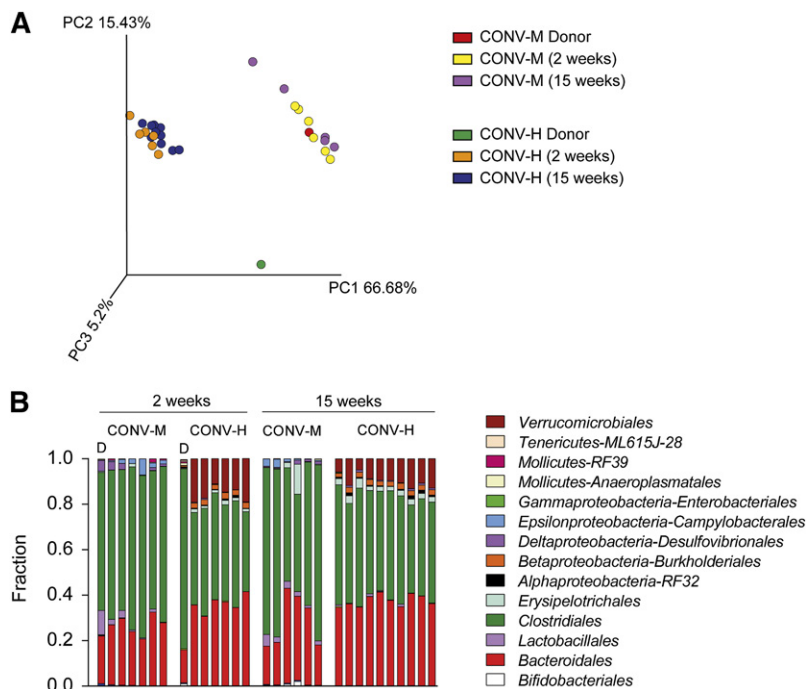 A
PC2 15.43%
PC1 66.68%
PC3 5.2%
CONV-M Donor
CONV-M (2 weeks)
CONV-M (15 weeks)
CONV-H Donor
CONV-H (2 weeks)
CONV-H (15 weeks)
B
2 weeks
15 weeks
CONV-M
CONV-H
CONV-M
CONV-H
D
D
Fraction
1.0
0.8
0.6
0.4
0.2
0.0
Verrucomicrobiales
Tenericutes-ML615J-28
Mollicutes-RF39
Mollicutes-Anaeroplasmatales
Gammaproteobacteria-Enterobacteriales
Epsilonproteobacteria-Campylobacterales
Deltaproteobacteria-Desulfovibrionales
Betaproteobacteria-Burkholderiales
Alphaproteobacteria-RF32
Erysipelotrichales
Clostridiales
Lactobacillales
Bacteroidales
Bifidobacteriales